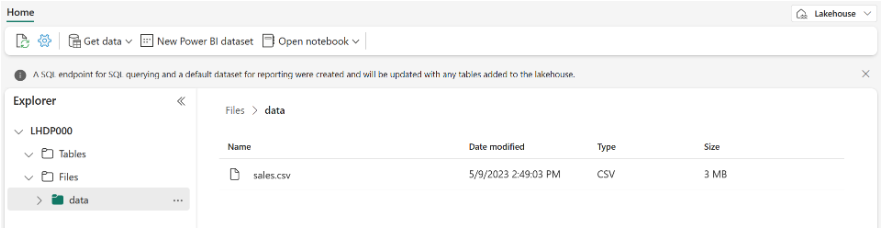 Home
Lakehouse
Get data
New Power BI dataset
Open notebook
A SQL endpoint for SQL querying and a default dataset for reporting were created and will be updated with any tables added to the lakehouse.
Explorer
Files > data
LHDP000
Name Date modified Type Size
Tables
sales.csv 5/9/2023 2:49:03 PM CSV 3 MB
Files
data ...